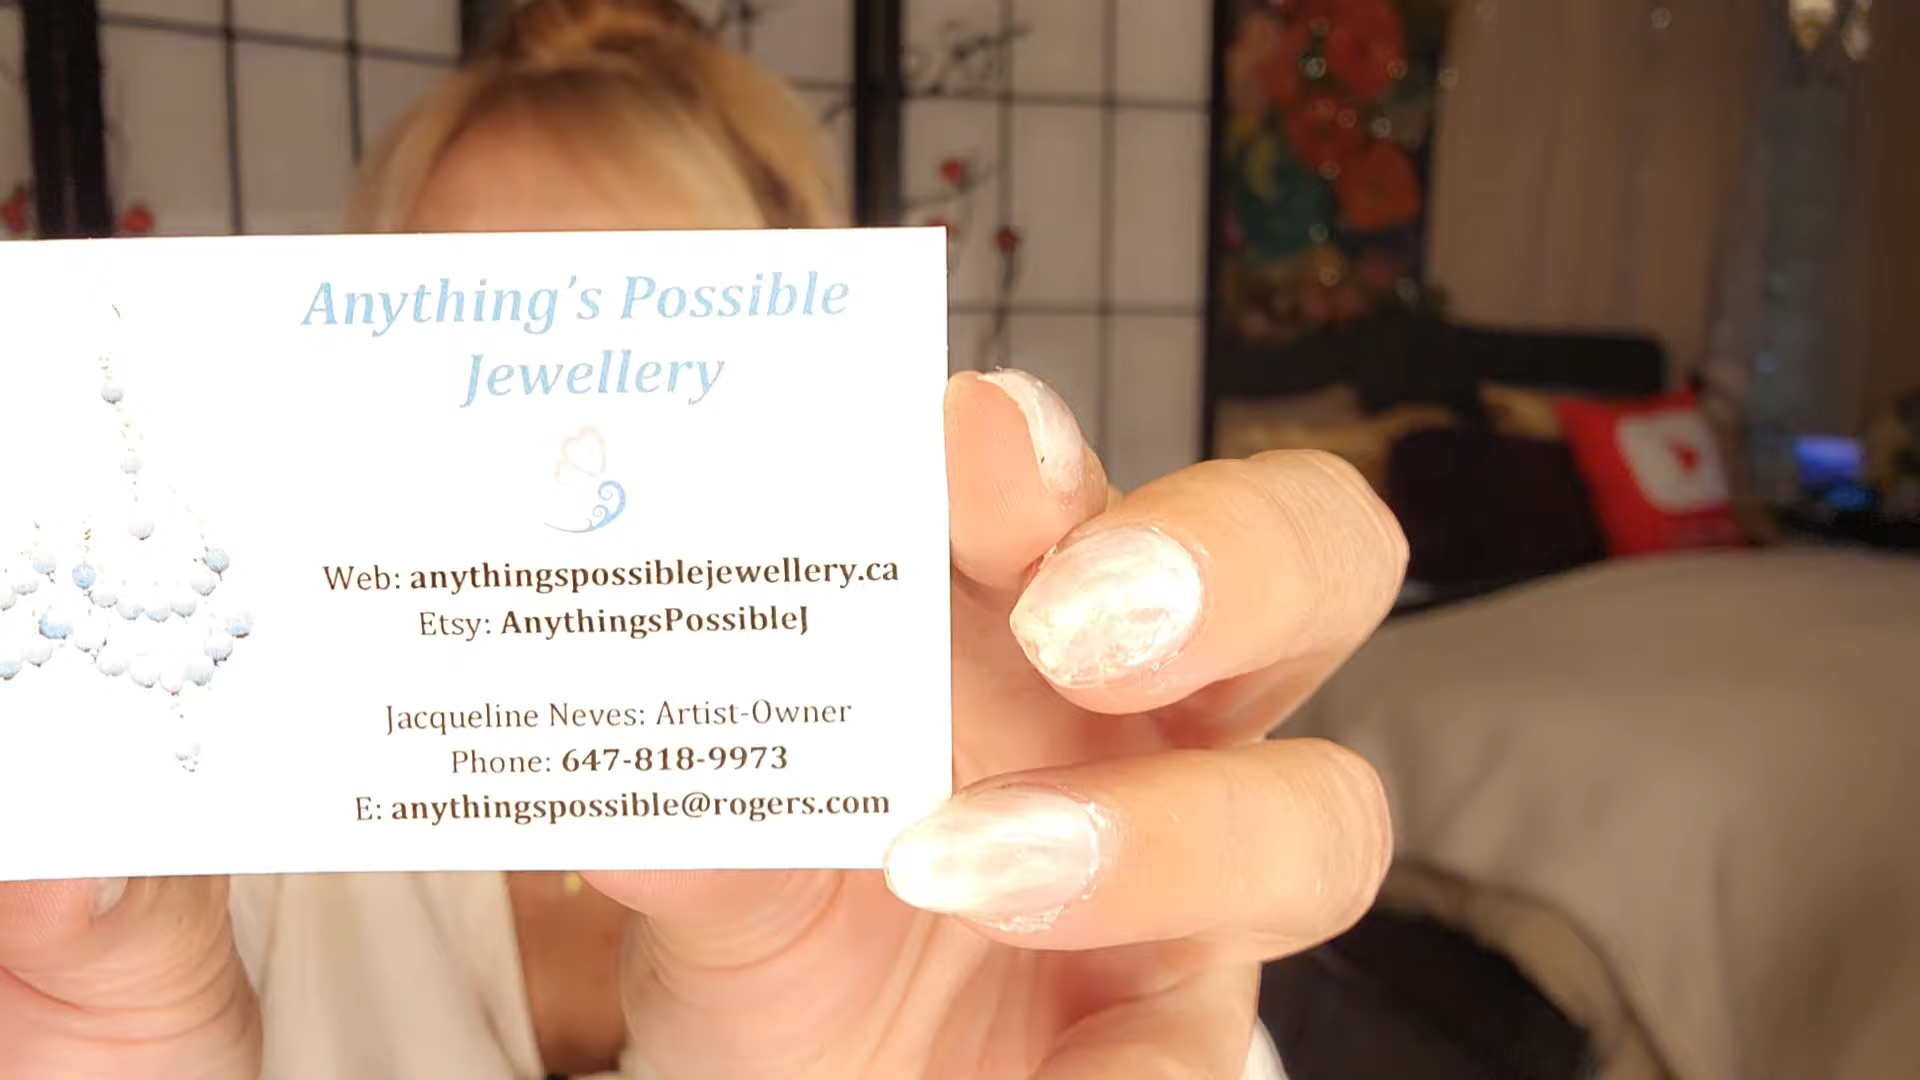 Anything's Possible
Jewellery
Web: anythingspossiblejewellery.ca
Etsy: AnythingsPossibleJ
Jacqueline Neves: Artist-Owner
Phone: 647-818-9973
E: anythingspossible@rogers.com